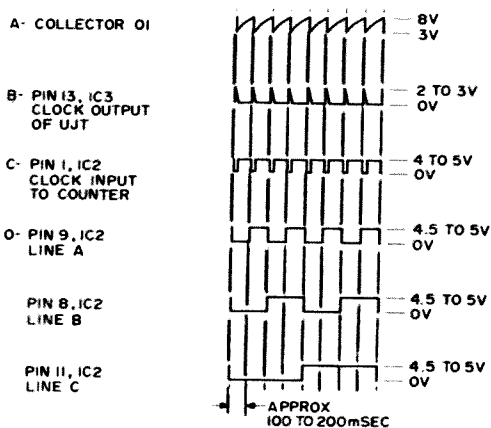 A- COLLECTOR O1
8V
3V
B- PIN 13, IC3
CLOCK OUTPUT
OF UJT
2 TO 3V
0V
C- PIN 1, IC2
CLOCK INPUT
TO COUNTER
4 TO 5V
0V
O- PIN 9, IC2
LINE A
4.5 TO 5V
0V
PIN 8, IC2
LINE B
4.5 TO 5V
0V
PIN 11, IC2
LINE C
4.5 TO 5V
0V
APPROX
100 TO 200mSEC